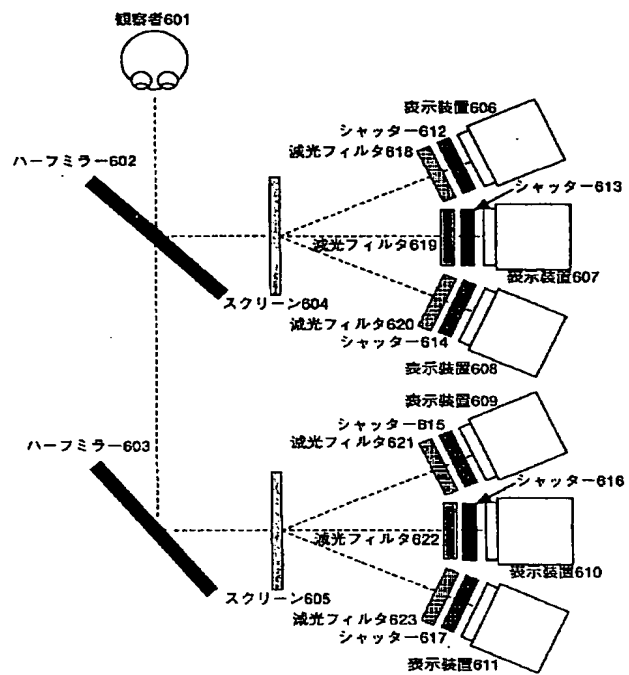 観察者601
表示装置606
シャッター612
減光フィルタ618
ハーフミラー602
シャッター613
減光フィルタ619
表示装置607
スクリーン604
減光フィルタ620
シャッター614
表示装置608
表示装置609
シャッター615
減光フィルタ621
ハーフミラー603
シャッター616
減光フィルタ622
表示装置610
スクリーン605
減光フィルタ623
シャッター617
表示装置611